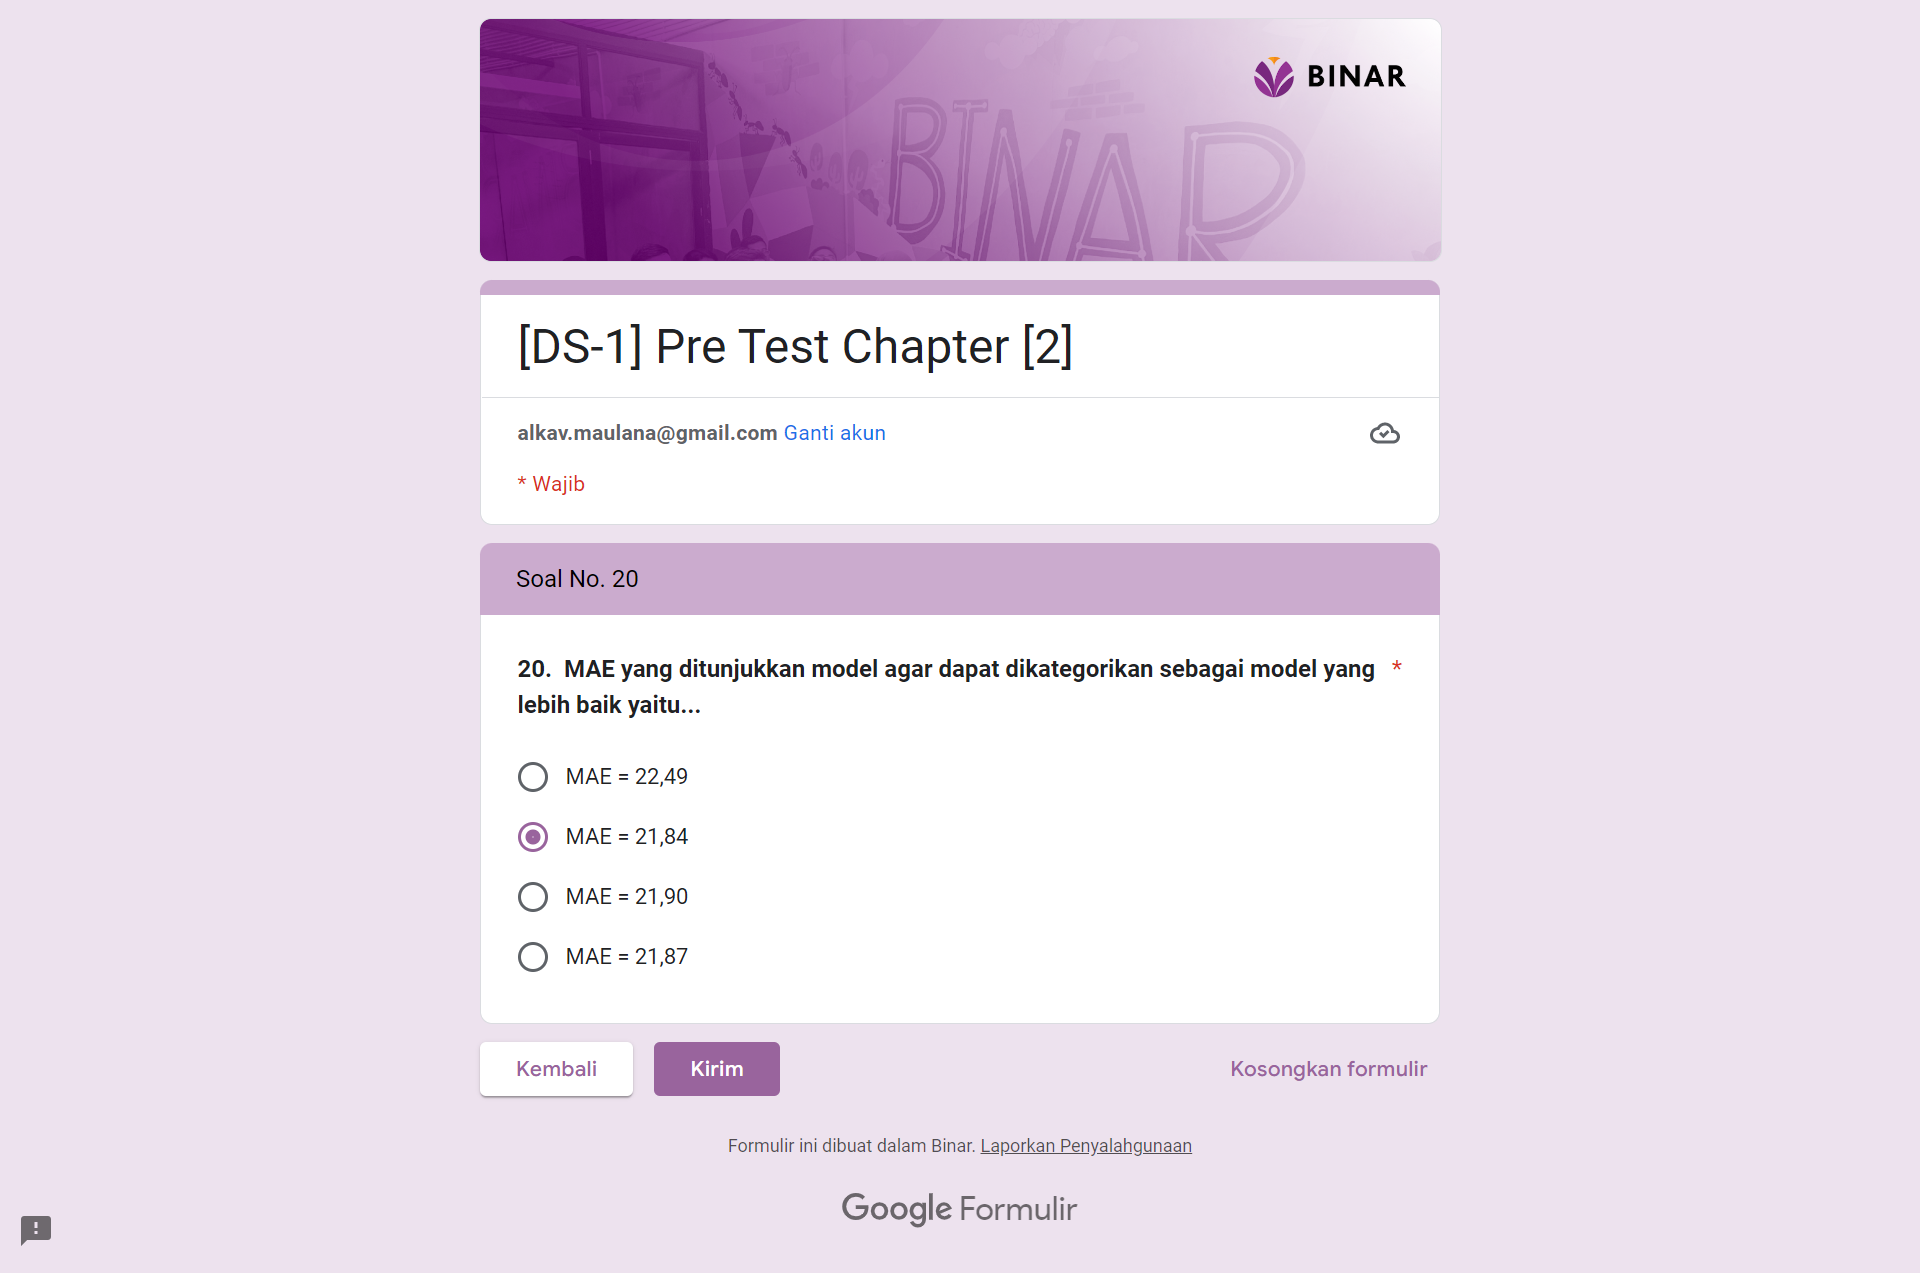 BINAR
BINAR
[DS-1] Pre Test Chapter [2]
alkav.maulana@gmail.com Ganti akun
* Wajib
Soal No. 20
20.  MAE yang ditunjukkan model agar dapat dikategorikan sebagai model yang *
lebih baik yaitu...
MAE = 22,49
MAE = 21,84
MAE = 21,90
MAE = 21,87
Kembali
Kirim
Kosongkan formulir
Formulir ini dibuat dalam Binar. Laporkan Penyalahgunaan
Google Formulir